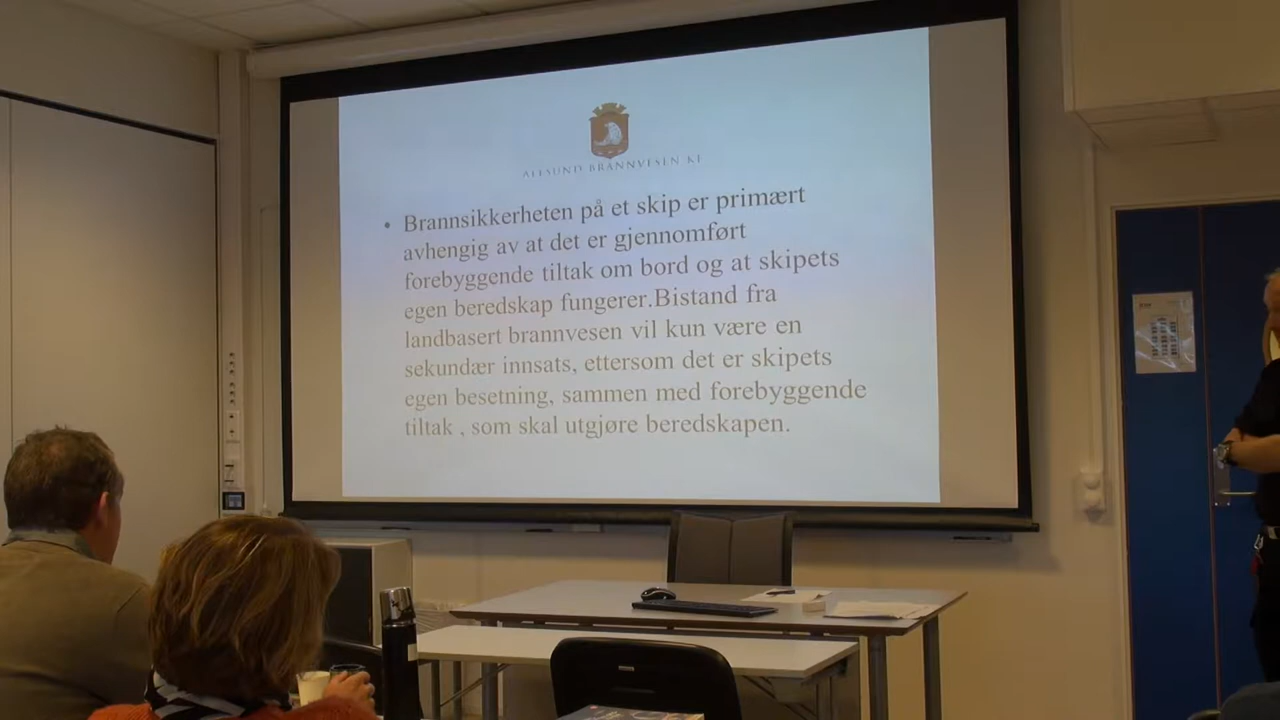 ALESUND BRANNVESEN KF
• Brannsikkerheten på et skip er primært
avhengig av at det er gjennomført
forebyggende tiltak om bord og at skipets
egen beredskap fungerer.Bistand fra
landbasert brannvesen vil kun være en
sekundær innsats, ettersom det er skipets
egen besetning, sammen med forebyggende
tiltak , som skal utgjøre beredskapen.